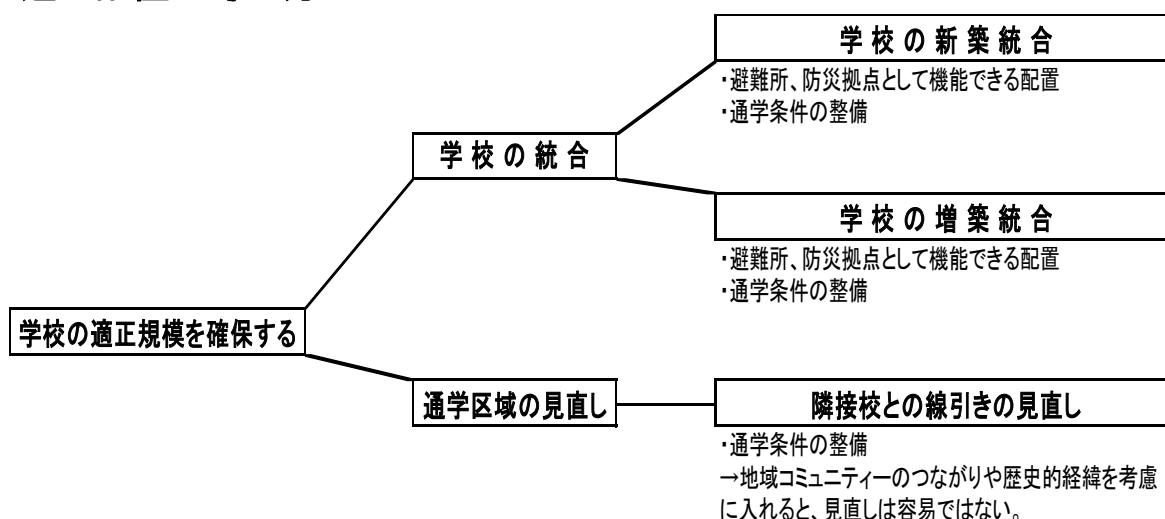 学校の新築統合
・避難所、防災拠点として機能できる配置
・通学条件の整備
学校の統合
学校の増築統合
・避難所、防災拠点として機能できる配置
・通学条件の整備
学校の適正規模を確保する
通学区域の見直し
隣接校との線引きの見直し
・通学条件の整備
→地域コミュニティーのつながりや歴史的経緯を考慮
に入れると、見直しは容易ではない。